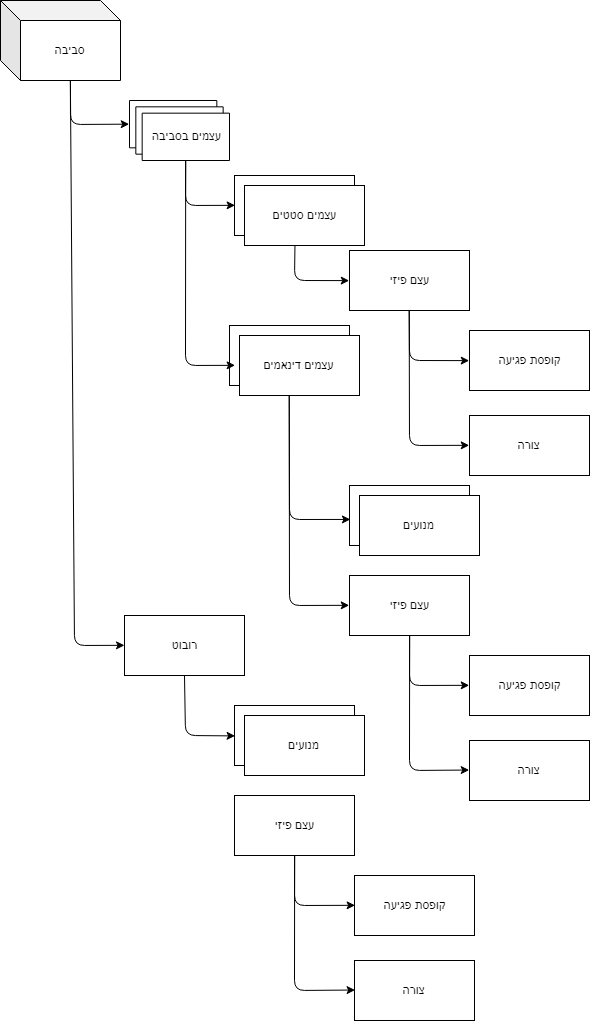 סביבה
עצמים בסביבה
עצמים סטטים
עצם פיזי
קופסת פגיעה
צורה
עצמים דינאמים
מנועים
עצם פיזי
קופסת פגיעה
צורה
רובוט
מנועים
עצם פיזי
קופסת פגיעה
צורה